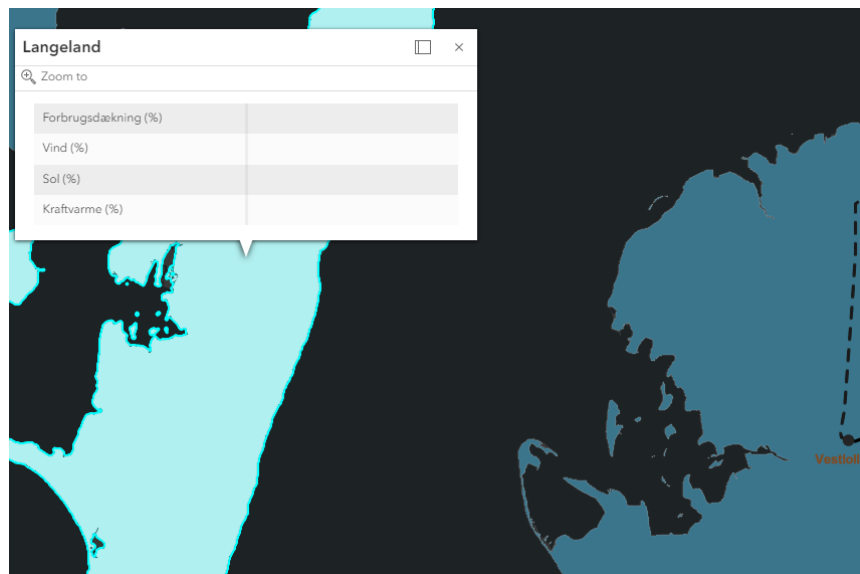 Langeland
Zoom to
Forbrugsdækning (%)
Vind (%)
Sol (%)
Kraftvarme (%)